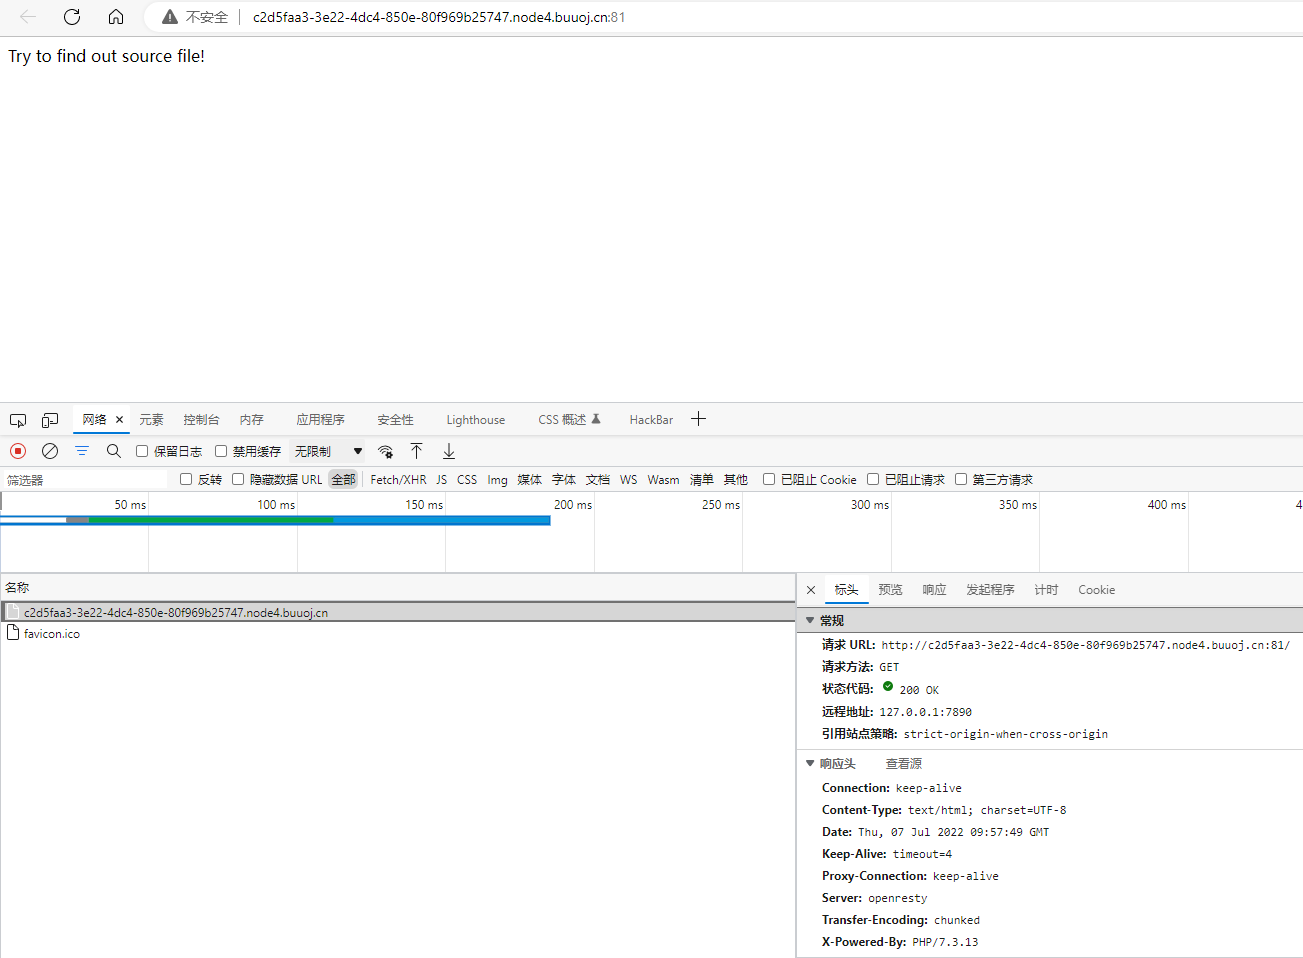 不安全 c2d5faa3-3e22-4dc4-850e-80f969b25747.node4.buuoj.cn:81
Try to find out source file!
网络 × 元素 控制台 内存 应用程序 安全性 Lighthouse CSS 概述 HackBar
保留日志 禁用缓存 无限制
筛选器 反转 隐藏数据 URL 全部 Fetch/XHR JS CSS Img 媒体 字体 文档 WS Wasm 清单 其他 已阻止 Cookie 已阻止请求 第三方请求
50 ms 100 ms 150 ms 200 ms 250 ms 300 ms 350 ms 400 ms 4
名称
c2d5faa3-3e22-4dc4-850e-80f969b25747.node4.buuoj.cn
favicon.ico
× 标头 预览 响应 发起程序 计时 Cookie
常规
请求 URL: http://c2d5faa3-3e22-4dc4-850e-80f969b25747.node4.buuoj.cn:81/
请求方法: GET
状态代码: 200 OK
远程地址: 127.0.0.1:7890
引用站点策略: strict-origin-when-cross-origin
响应头 查看源
Connection: keep-alive
Content-Type: text/html; charset=UTF-8
Date: Thu, 07 Jul 2022 09:57:49 GMT
Keep-Alive: timeout=4
Proxy-Connection: keep-alive
Server: openresty
Transfer-Encoding: chunked
X-Powered-By: PHP/7.3.13